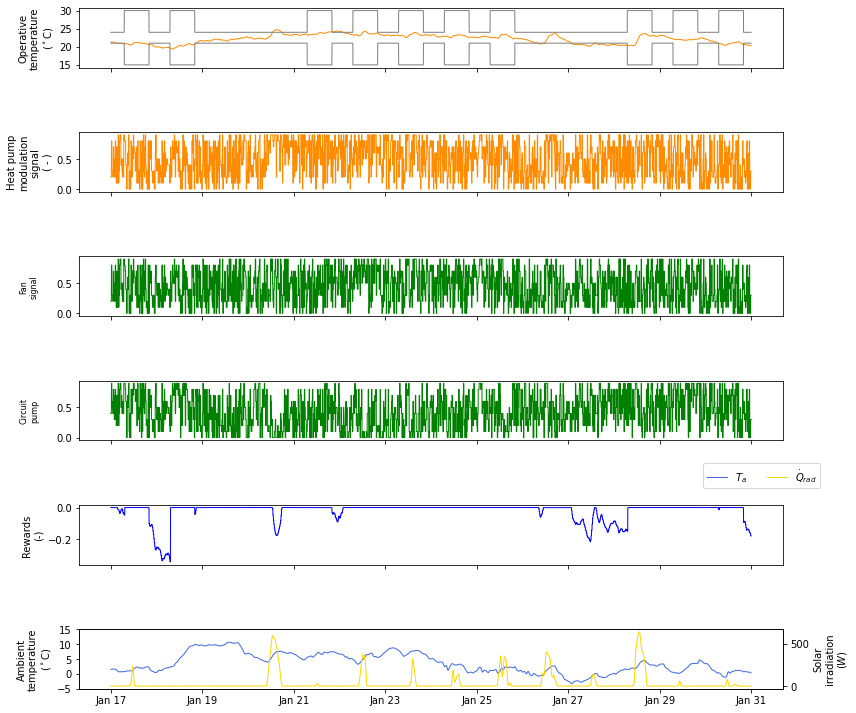 Operative
temperature
(°C)
30
25
20
15
Heat pump
modulation
signal
( - )
0.5
0.0
Fan
signal
0.5
0.0
Circuit
pump
0.5
0.0
T_a Q̇_rad
Rewards
(-)
0.0
−0.2
Ambient
temperature
(°C)
15
10
5
0
−5
500
0
Solar
irradiation
(W)
Jan 17 Jan 19 Jan 21 Jan 23 Jan 25 Jan 27 Jan 29 Jan 31